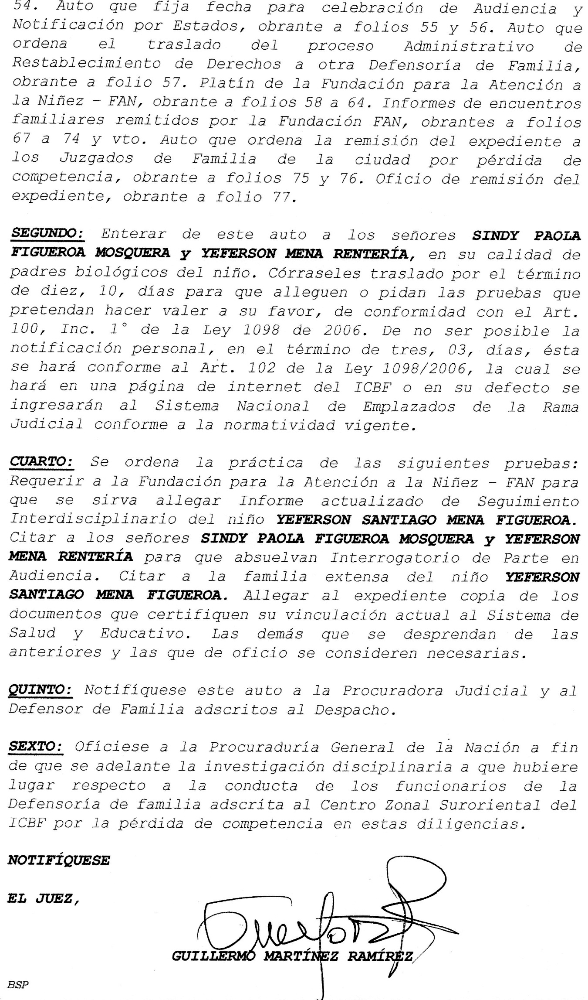 54. Auto que fija fecha para celebración de Audiencia y
Notificación por Estados, obrante a folios 55 y 56. Auto que
ordena el traslado del proceso Administrativo de
Restablecimiento de Derechos a otra Defensoría de Familia,
obrante a folio 57. Platín de la Fundación para la Atención a
la Niñez – FAN, obrante a folios 58 a 64. Informes de encuentros
familiares remitidos por la Fundación FAN, obrantes a folios
67 a 74 y vto. Auto que ordena la remisión del expediente a
los Juzgados de Familia de la ciudad por pérdida de
competencia, obrante a folios 75 y 76. Oficio de remisión del
expediente, obrante a folio 77.
SEGUNDO: Enterar de este auto a los señores SINDY PAOLA
FIGUEROA MOSQUERA y YEFERSON MENA RENTERÍA, en su calidad de
padres biológicos del niño. Córraseles traslado por el término
de diez, 10, días para que alleguen o pidan las pruebas que
pretendan hacer valer a su favor, de conformidad con el Art.
100, Inc. 1° de la Ley 1098 de 2006. De no ser posible la
notificación personal, en el término de tres, 03, días, ésta
se hará conforme al Art. 102 de la Ley 1098/2006, la cual se
hará en una página de internet del ICBF o en su defecto se
ingresarán al Sistema Nacional de Emplazados de la Rama
Judicial conforme a la normatividad vigente.
CUARTO: Se ordena la práctica de las siguientes pruebas:
Requerir a la Fundación para la Atención a la Niñez – FAN para
que se sirva allegar Informe actualizado de Seguimiento
Interdisciplinario del niño YEFERSON SANTIAGO MENA FIGUEROA.
Citar a los señores SINDY PAOLA FIGUEROA MOSQUERA y YEFERSON
MENA RENTERÍA para que absuelvan Interrogatorio de Parte en
Audiencia. Citar a la familia extensa del niño YEFERSON
SANTIAGO MENA FIGUEROA. Allegar al expediente copia de los
documentos que certifiquen su vinculación actual al Sistema de
Salud y Educativo. Las demás que se desprendan de las
anteriores y las que de oficio se consideren necesarias.
QUINTO: Notifíquese este auto a la Procuradora Judicial y al
Defensor de Familia adscritos al Despacho.
SEXTO: Ofíciese a la Procuraduría General de la Nación a fin
de que se adelante la investigación disciplinaria a que hubiere
lugar respecto a la conducta de los funcionarios de la
Defensoría de familia adscrita al Centro Zonal Suroriental del
ICBF por la pérdida de competencia en estas diligencias.
NOTIFÍQUESE
EL JUEZ,
GUILLERMO MARTÍNEZ RAMÍREZ
BSP